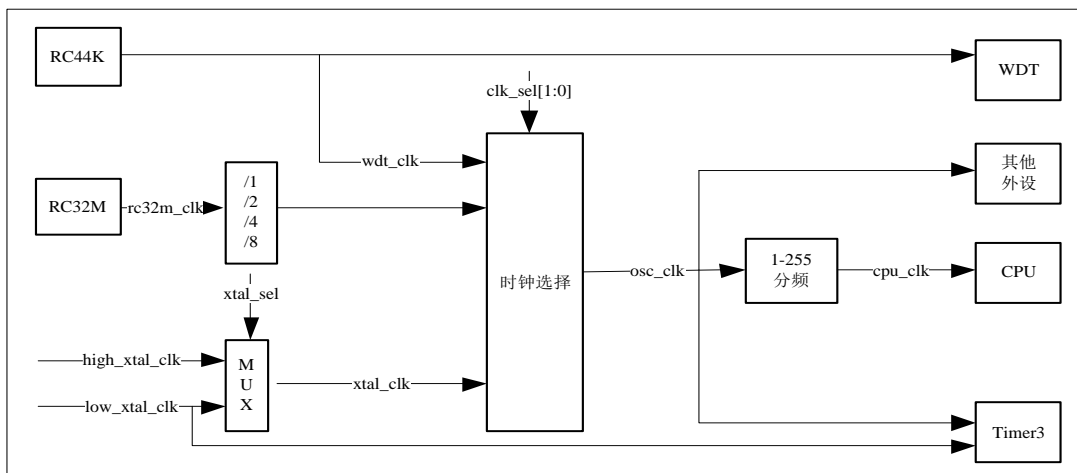 RC44K
WDT
clk_sel[1:0]
wdt_clk
其他
外设
RC32M
rc32m_clk
/1
/2
/4
/8
时钟选择
osc_clk
1-255
分频
cpu_clk
CPU
xtal_sel
high_xtal_clk
M
U
X
xtal_clk
low_xtal_clk
Timer3